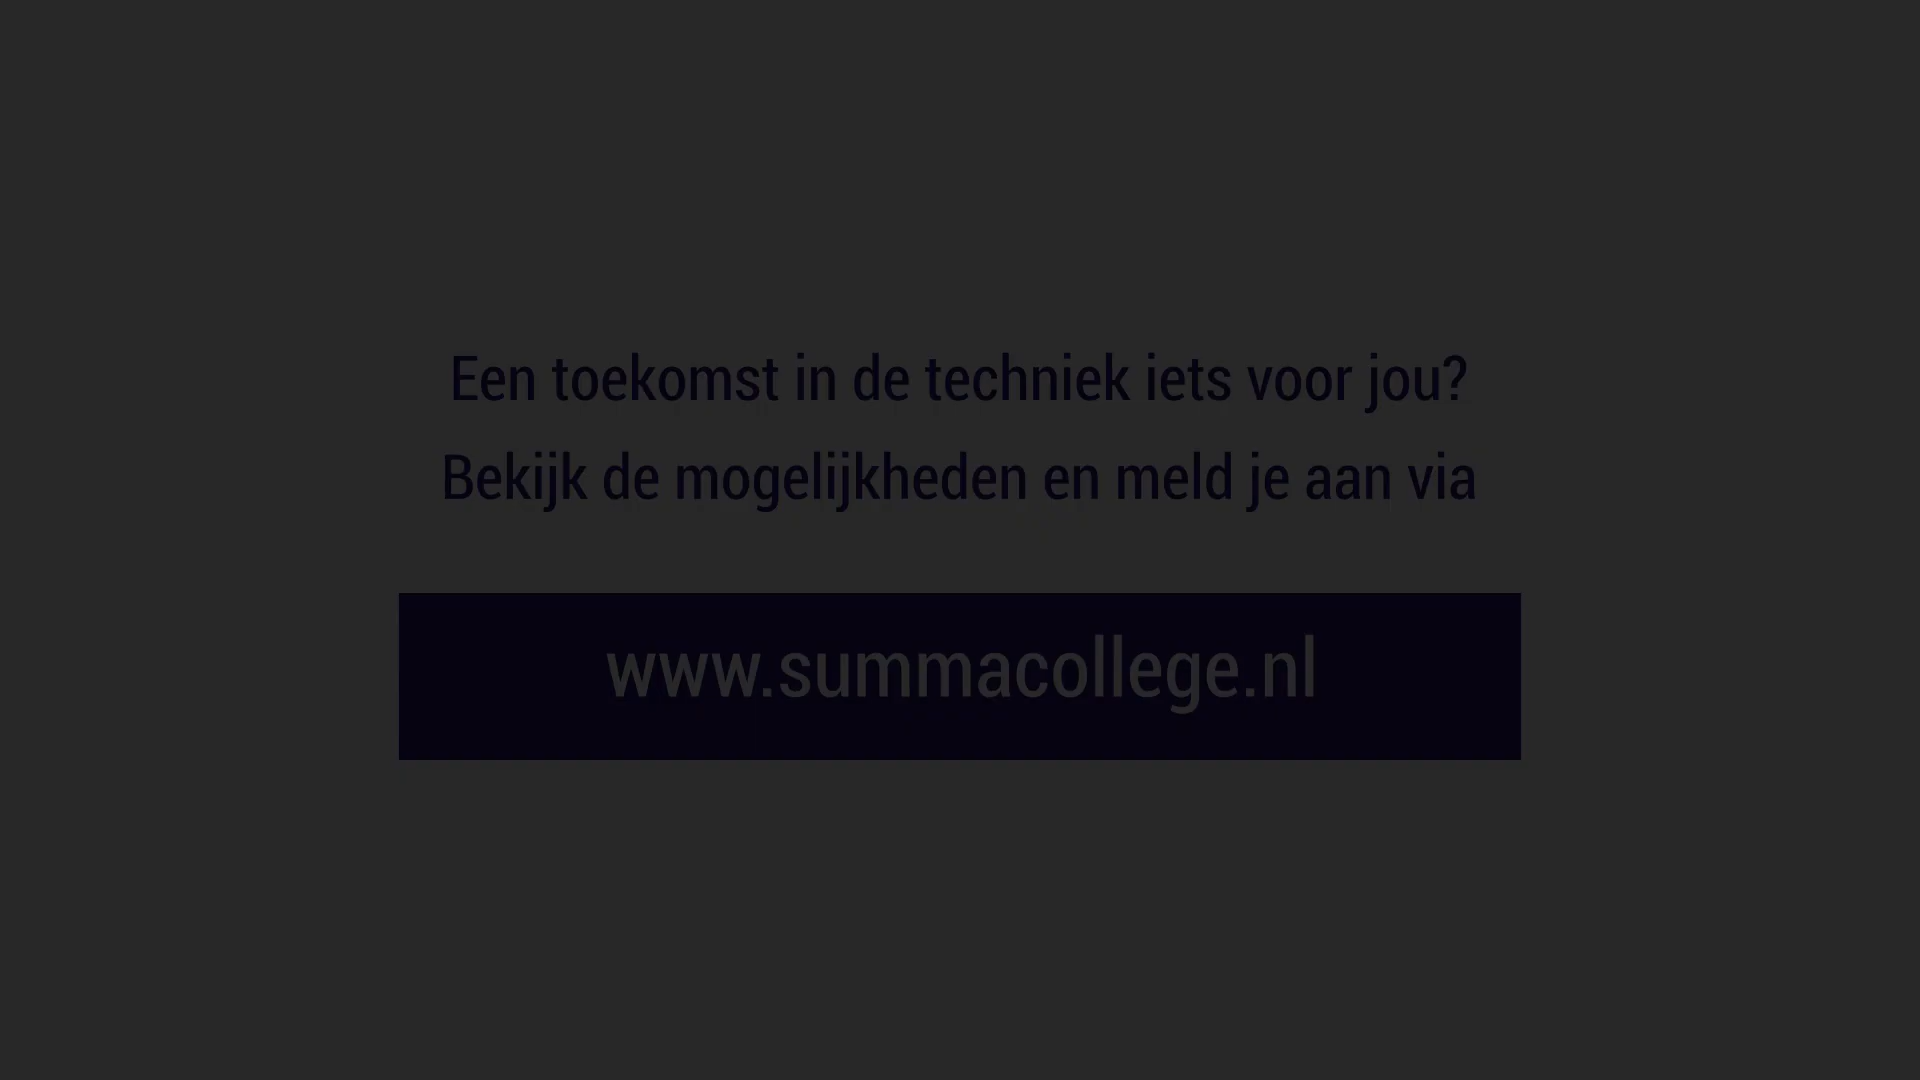 Een toekomst in de techniek iets voor jou?
Bekijk de mogelijkheden en meld je aan via
www.summacollege.nl